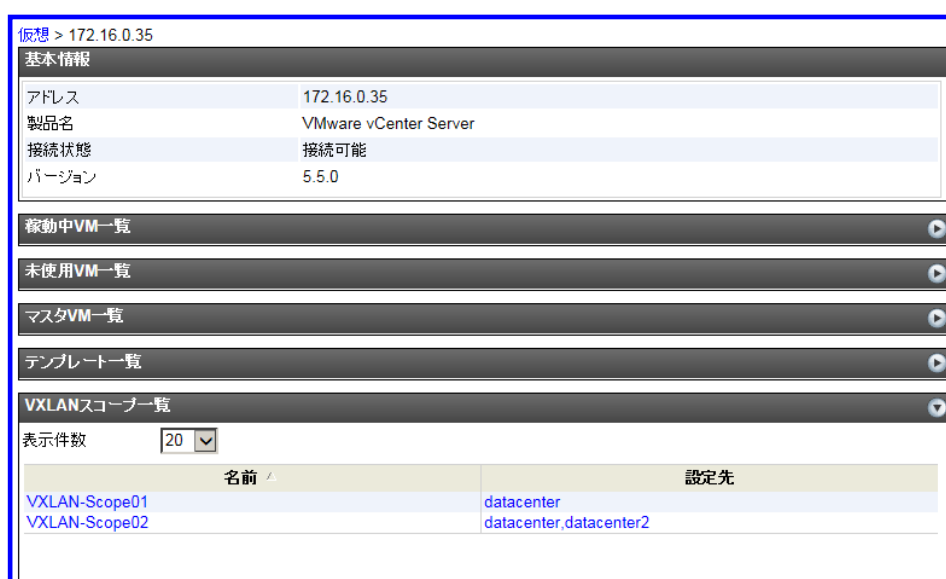 仮想 > 172.16.0.35
基本情報
アドレス 172.16.0.35
製品名 VMware vCenter Server
接続状態 接続可能
バージョン 5.5.0
稼動中VM一覧
未使用VM一覧
マスタVM一覧
テンプレート一覧
VXLANスコープ一覧
表示件数 20
名前 設定先
VXLAN-Scope01 datacenter
VXLAN-Scope02 datacenter,datacenter2